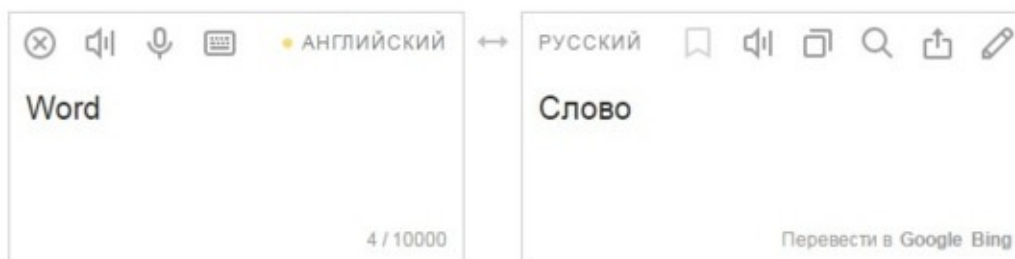 АНГЛИЙСКИЙ
РУССКИЙ
Word
Слово
4 / 10000
Перевести в Google Bing